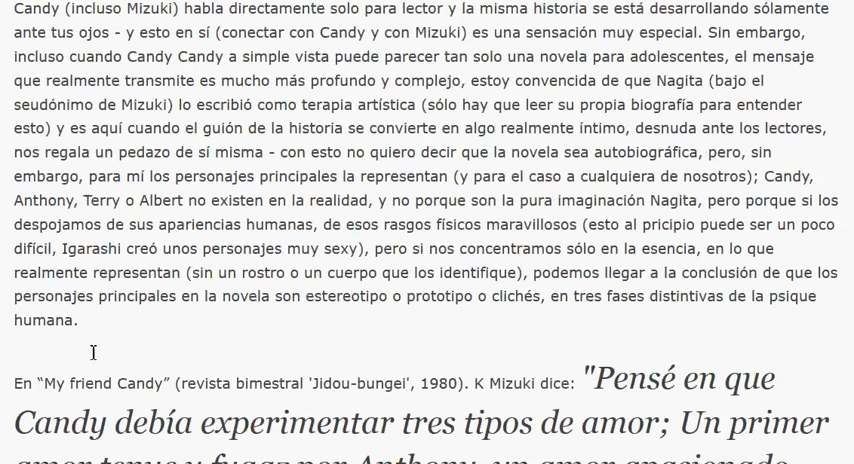 Candy (incluso Mizuki) habla directamente solo para lector y la misma historia se está desarrollando sólamente
ante tus ojos - y esto en sí (conectar con Candy y con Mizuki) es una sensación muy especial. Sin embargo,
incluso cuando Candy Candy a simple vista puede parecer tan solo una novela para adolescentes, el mensaje
que realmente transmite es mucho más profundo y complejo, estoy convencida de que Nagita (bajo el
seudónimo de Mizuki) lo escribió como terapia artística (sólo hay que leer su propia biografía para entender
esto) y es aquí cuando el guión de la historia se convierte en algo realmente íntimo, desnuda ante los lectores,
nos regala un pedazo de sí misma - con esto no quiero decir que la novela sea autobiográfica, pero, sin
embargo, para mí los personajes principales la representan (y para el caso a cualquiera de nosotros); Candy,
Anthony, Terry o Albert no existen en la realidad, y no porque son la pura imaginación Nagita, pero porque si los
despojamos de sus apariencias humanas, de esos rasgos físicos maravillosos (esto al pricipio puede ser un poco
difícil, Igarashi creó unos personajes muy sexy), pero si nos concentramos sólo en la esencia, en lo que
realmente representan (sin un rostro o un cuerpo que los identifique), podemos llegar a la conclusión de que los
personajes principales en la novela son estereotipo o prototipo o clichés, en tres fases distintivas de la psique
humana.
En “My friend Candy” (revista bimestral 'Jidou-bungei', 1980). K Mizuki dice: "Pensé en que
Candy debía experimentar tres tipos de amor; Un primer
amor tenue y fugaz por Anthony, un amor apasionado